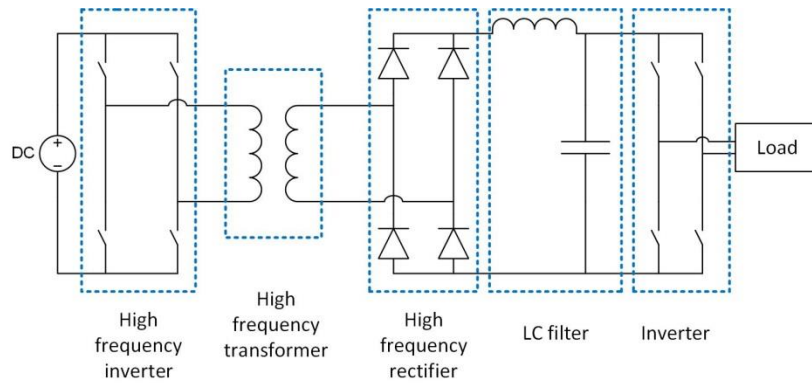 DC
+
−
Load
High
frequency
inverter
High
frequency
transformer
High
frequency
rectifier
LC filter
Inverter